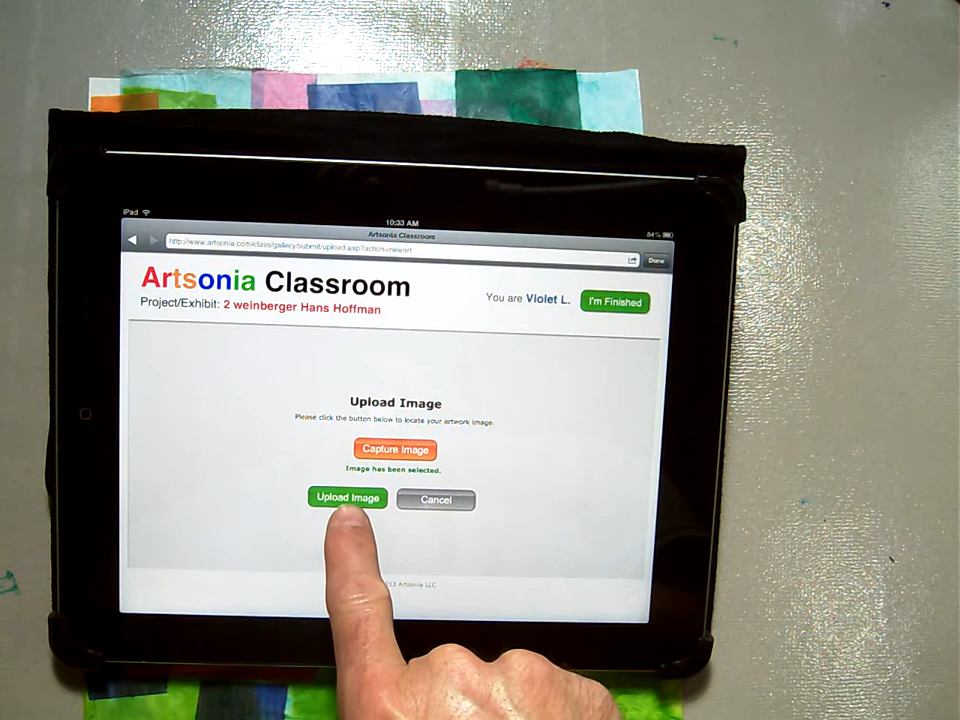 iPad
10:33 AM
84%
Artsonia Classroom
http://www.artsonia.com/class/gallery/submit/upload.asp?action=newart
Done
Artsonia Classroom
Project/Exhibit: 2 weinberger Hans Hoffman
You are Violet L.
I'm Finished
Upload Image
Please click the button below to locate your artwork image.
Capture Image
Image has been selected.
Upload Image
Cancel
Artsonia LLC